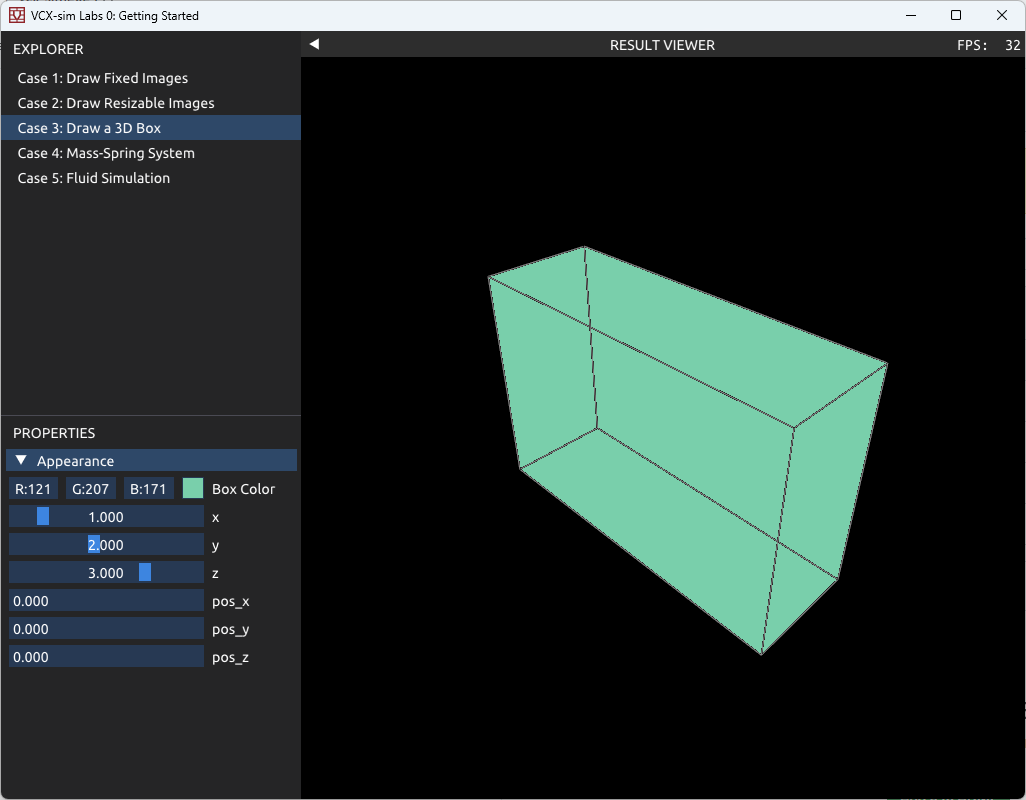 VCX-sim Labs 0: Getting Started
EXPLORER
RESULT VIEWER
FPS: 32
Case 1: Draw Fixed Images
Case 2: Draw Resizable Images
Case 3: Draw a 3D Box
Case 4: Mass-Spring System
Case 5: Fluid Simulation
PROPERTIES
Appearance
R:121 G:207 B:171 Box Color
1.000 x
2.000 y
3.000 z
0.000 pos_x
0.000 pos_y
0.000 pos_z